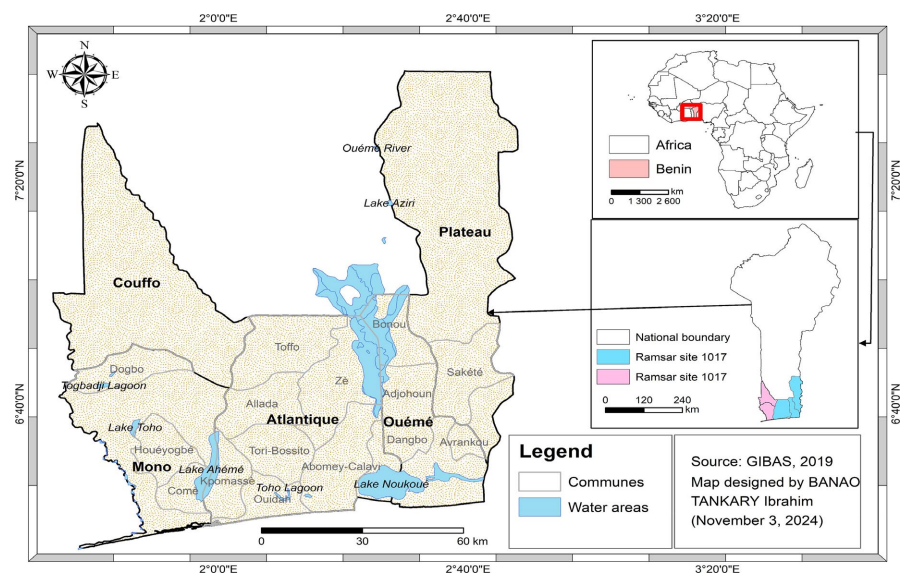 2°0'0"E
2°40'0"E
3°20'0"E
N
W
E
S
7°20'0"N
7°20'0"N
6°40'0"N
6°40'0"N
Ouémé River
Lake Aziri
Plateau
Couffo
Bonou
Toffo
Dogbo
Togbadji Lagoon
Zè
Sakété
Adjohoun
Allada
Atlantique
Ouémé
Lake Toho
Dangbo
Avrankou
Houéyogbe
Tori-Bossito
Mono
Lake Ahémé
Abomey-Calavi
Kpomassè
Comè
Toho Lagoon
Lake Noukoué
Ouidah
0
30
60 km
Africa
Benin
0
1 300
2 600
km
National boundary
Ramsar site 1017
Ramsar site 1017
0
120
240
km
Legend
Communes
Water areas
Source: GIBAS, 2019
Map designed by BANAO
TANKARY Ibrahim
(November 3, 2024)
2°0'0"E
2°40'0"E
3°20'0"E